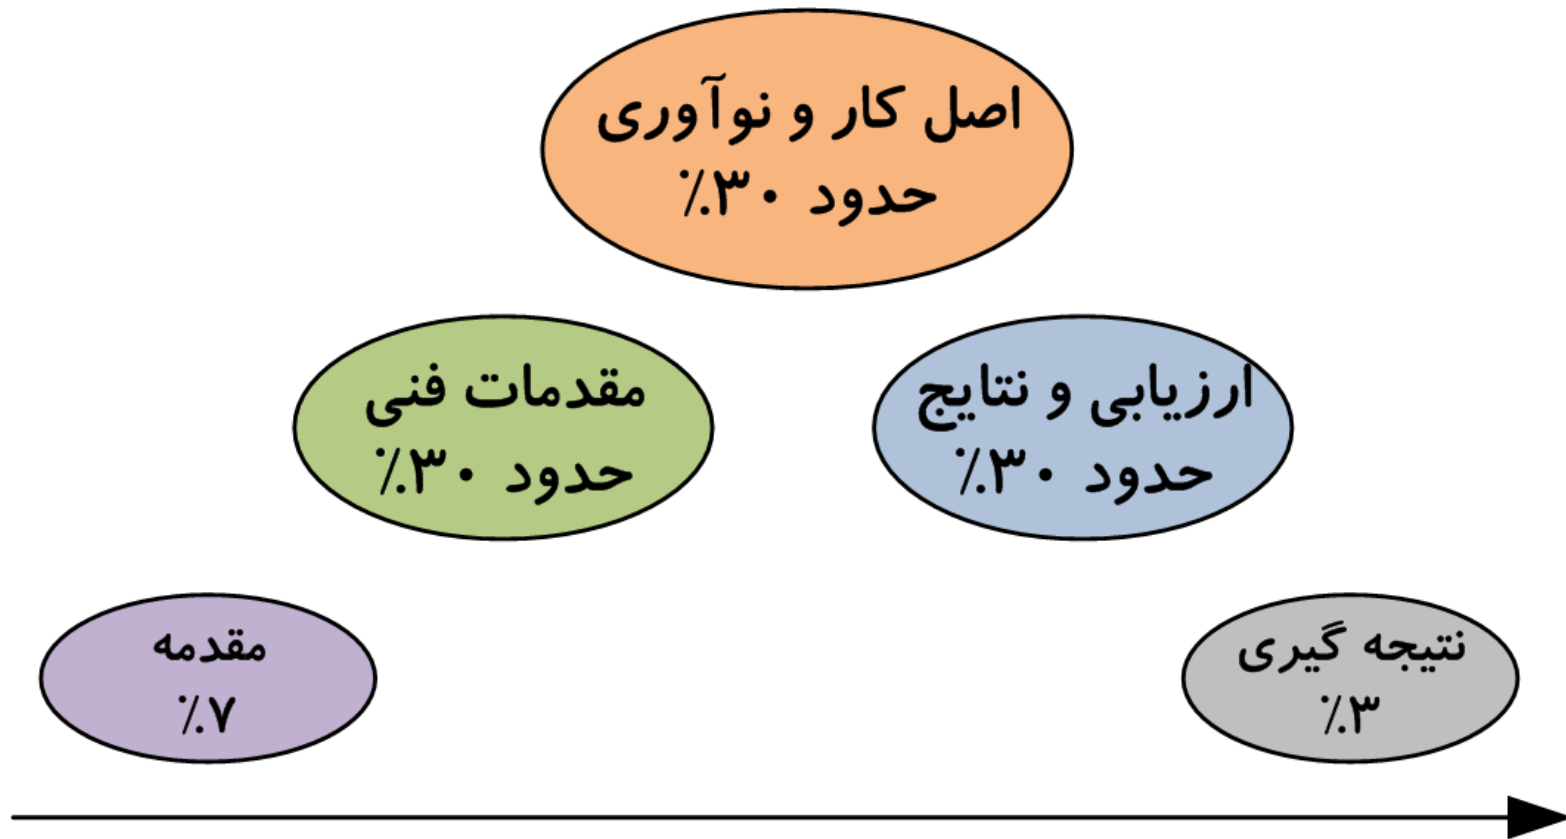 اصل کار و نوآوری
حدود ۳۰٪
مقدمات فنی
حدود ۳۰٪
ارزیابی و نتایج
حدود ۳۰٪
مقدمه
۷٪
نتیجه گیری
۳٪